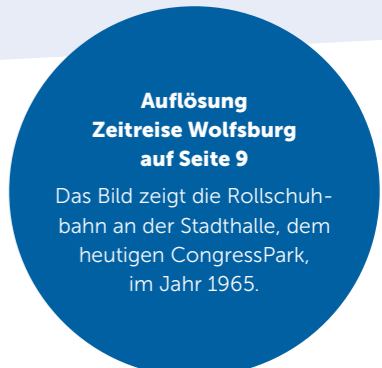 Auflösung
Zeitreise Wolfsburg
auf Seite 9
Das Bild zeigt die Rollschuh-
bahn an der Stadthalle, dem
heutigen CongressPark,
im Jahr 1965.